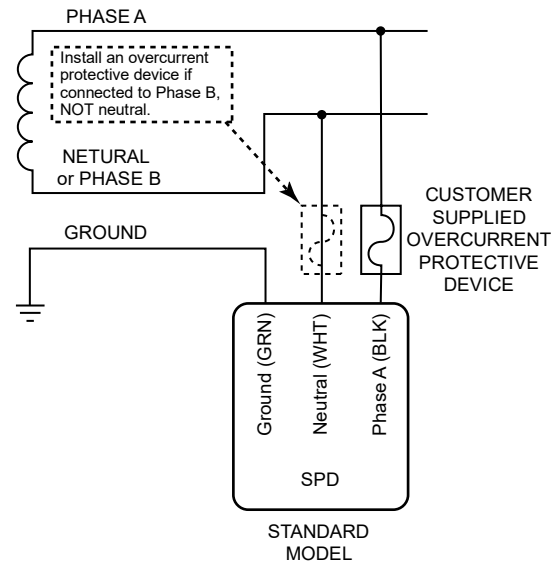 PHASE A
Install an overcurrent
protective device if
connected to Phase B,
NOT neutral.
NETURAL
or PHASE B
GROUND
CUSTOMER
SUPPLIED
OVERCURRENT
PROTECTIVE
DEVICE
Ground (GRN)
Neutral (WHT)
Phase A (BLK)
SPD
STANDARD
MODEL